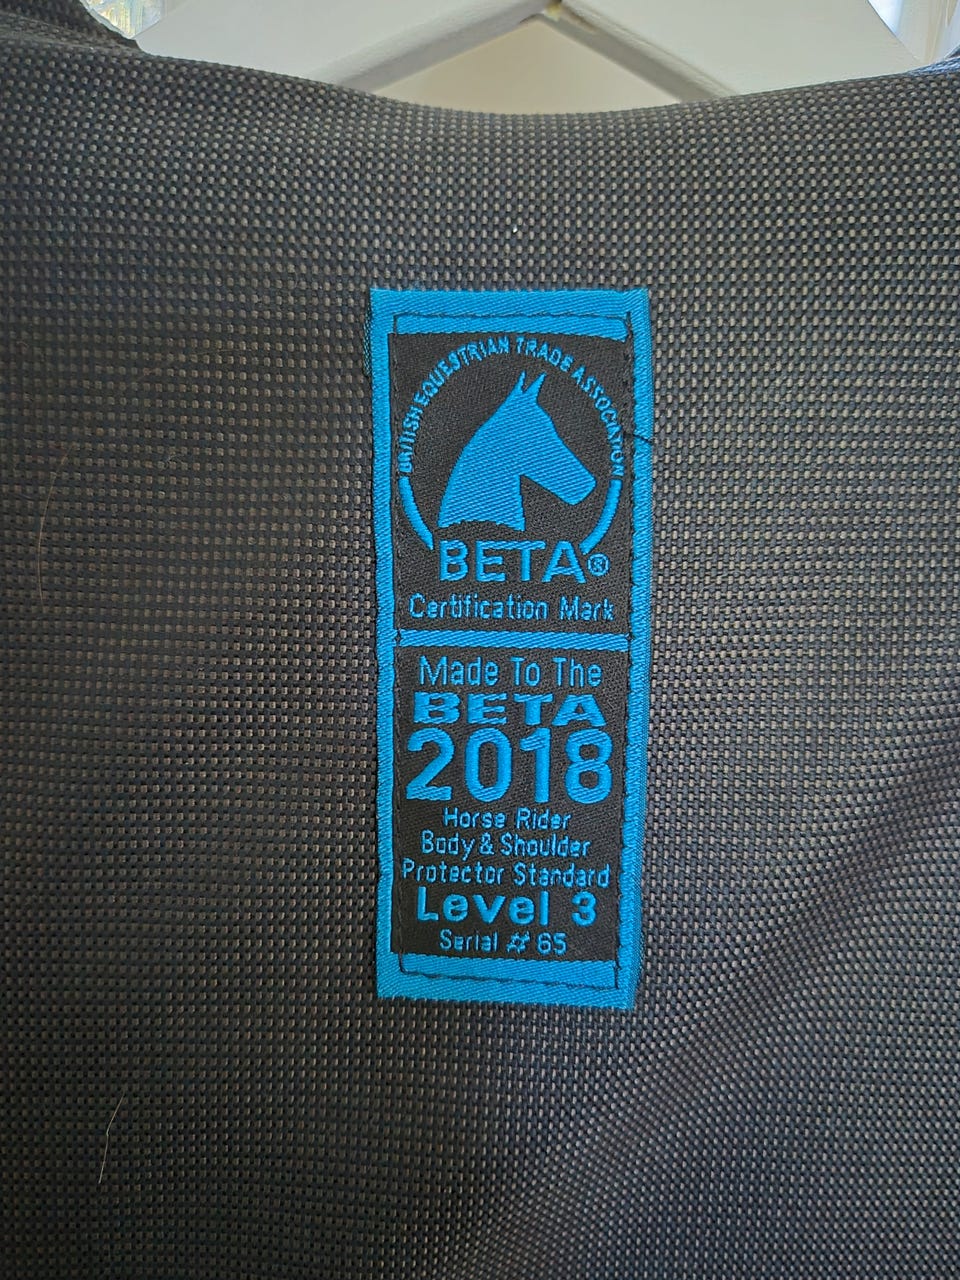 BRITISH EQUESTRIAN TRADE ASSOCIATION
BETA®
Certification Mark
Made To The
BETA
2018
Horse Rider
Body & Shoulder
Protector Standard
Level 3
Serial # 65